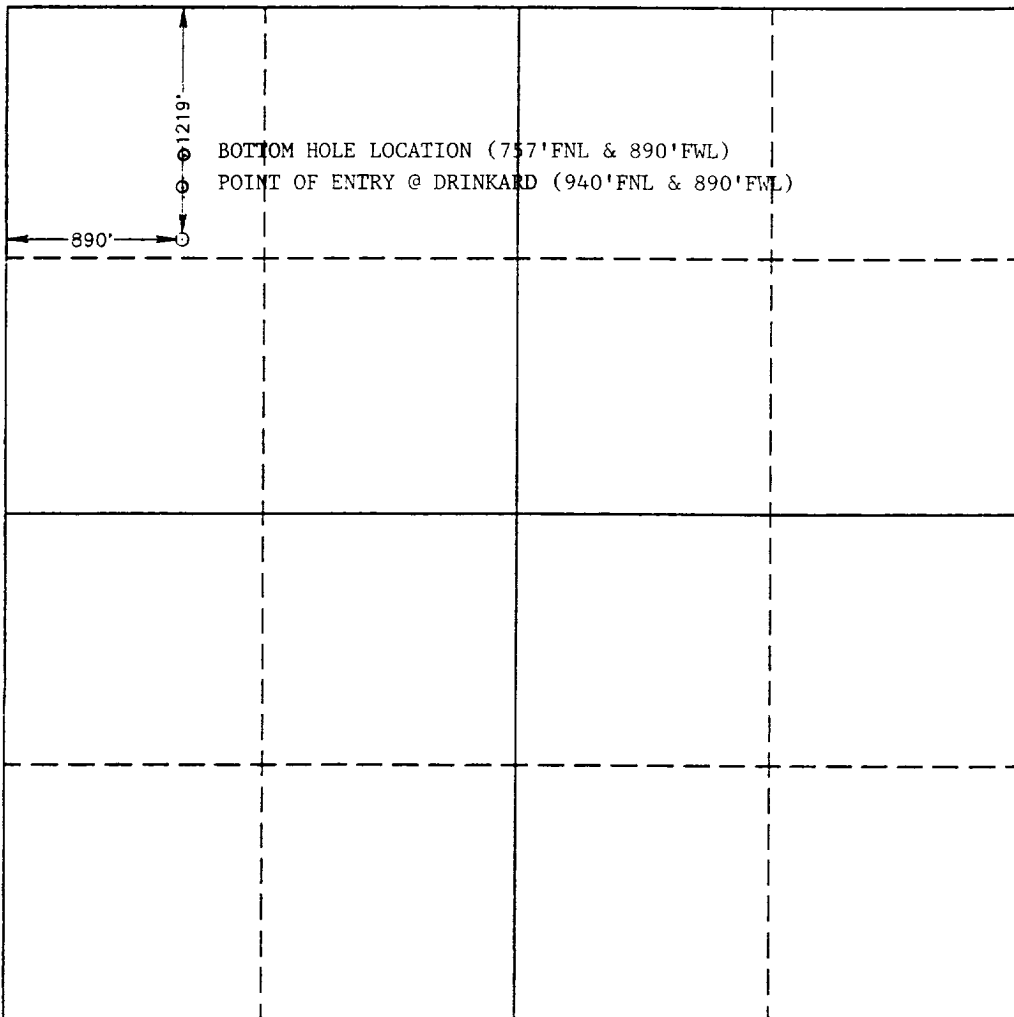 1219'
BOTTOM HOLE LOCATION (757'FNL & 890'FWL)
POINT OF ENTRY @ DRINKARD (940'FNL & 890'FWL)
890'